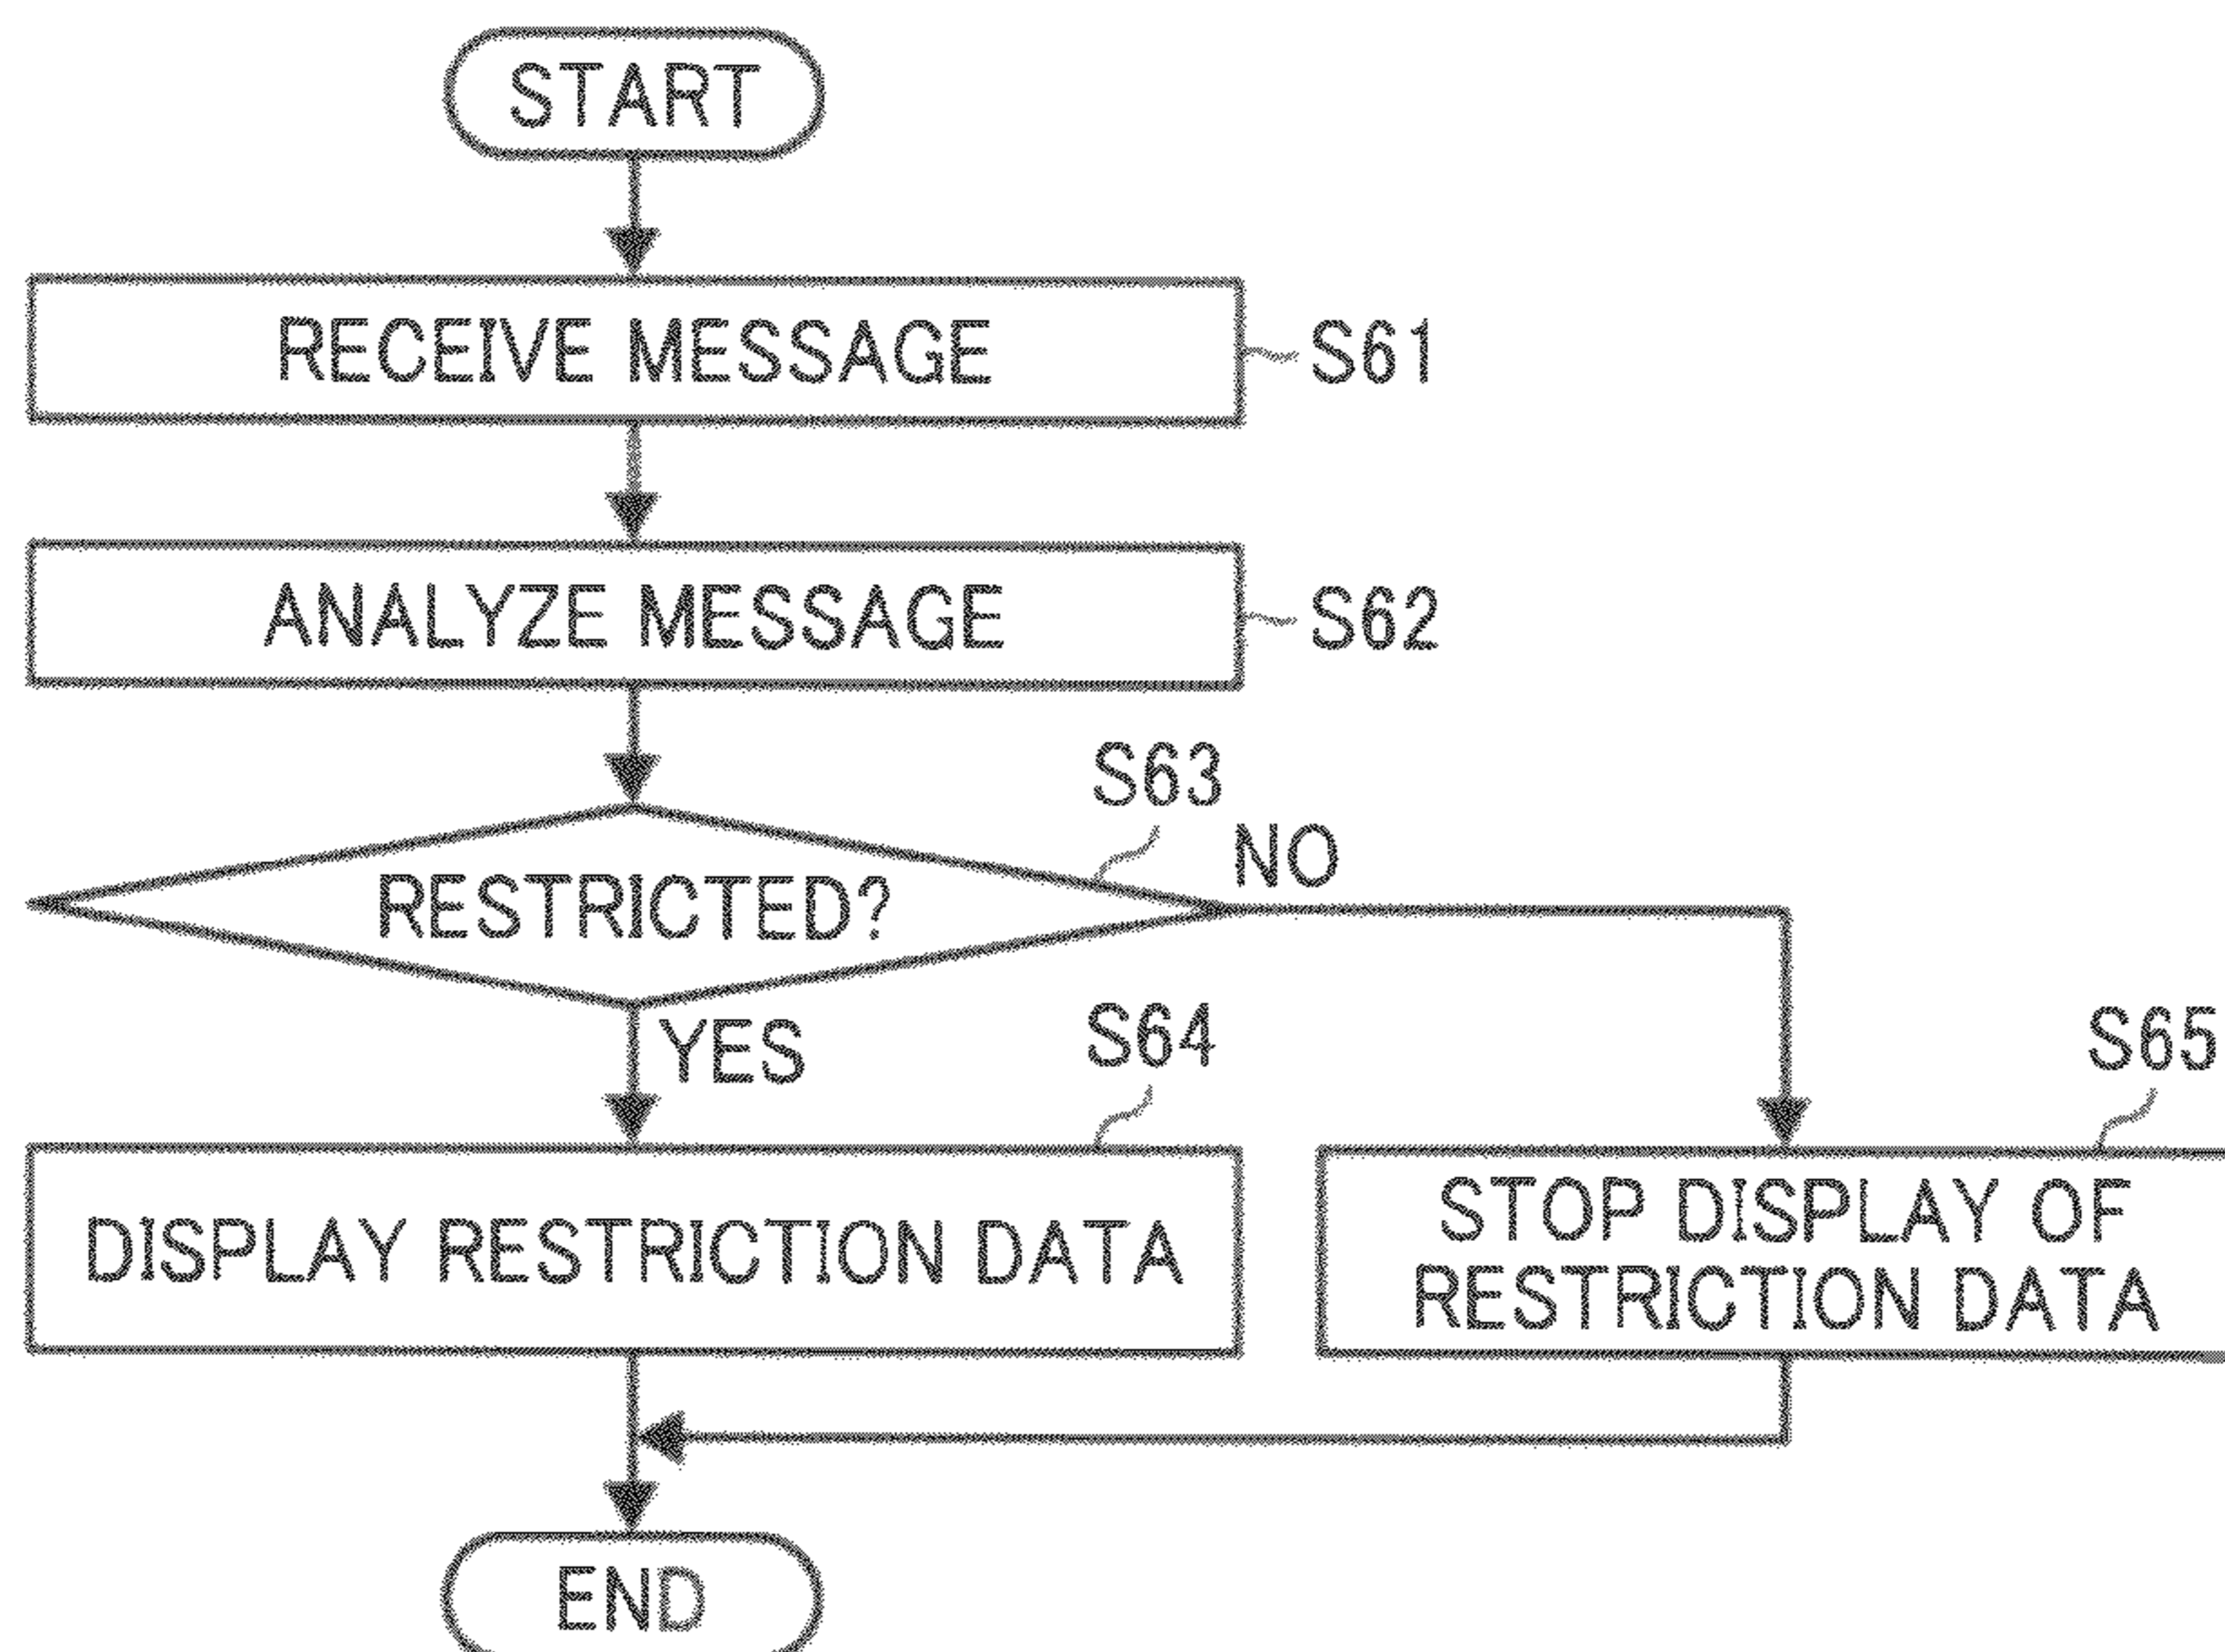 START
RECEIVE MESSAGE
S61
ANALYZE MESSAGE
S62
S63
RESTRICTED?
NO
YES
S64
DISPLAY RESTRICTION DATA
S65
STOP DISPLAY OF
RESTRICTION DATA
END